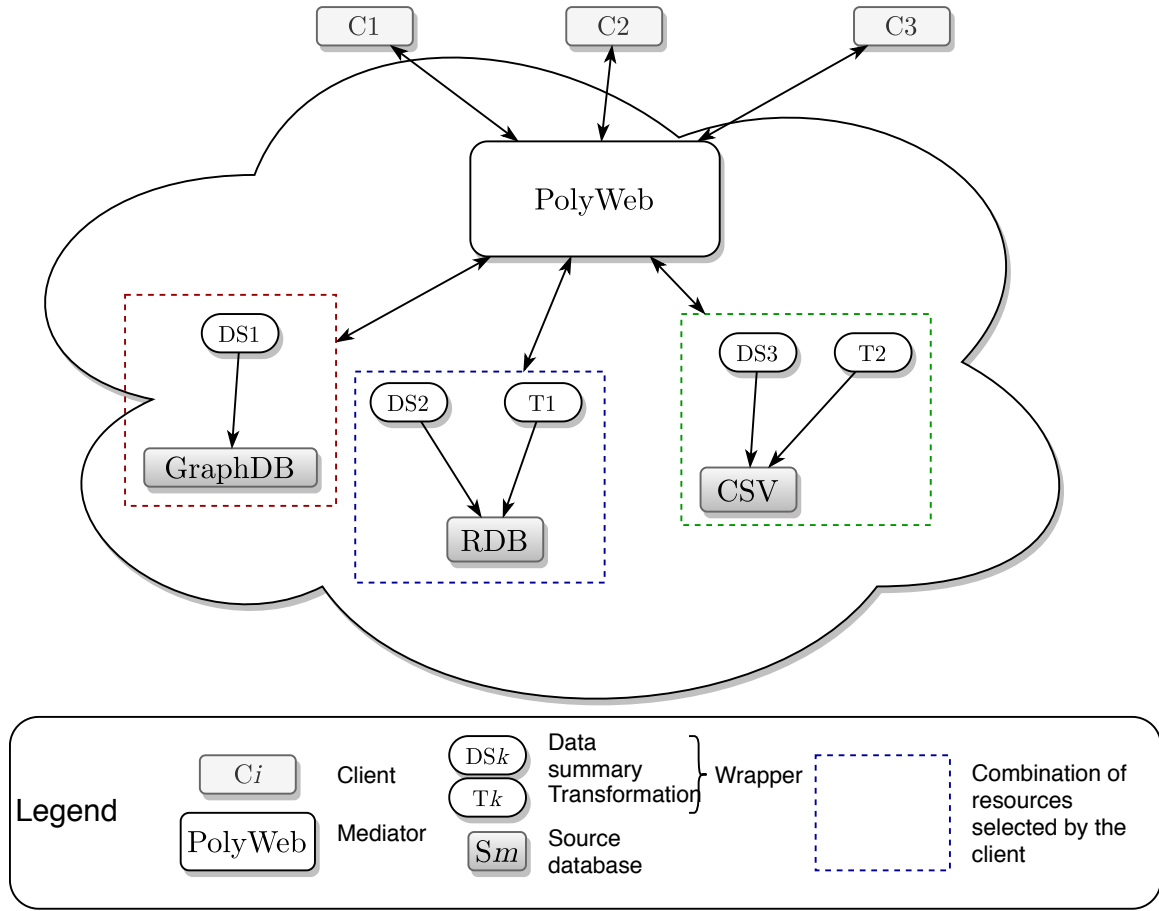 C1
C2
C3
PolyWeb
DS1
GraphDB
DS2
T1
RDB
DS3
T2
CSV
Legend
Ci
Client
PolyWeb
Mediator
DSk
Data
summary
Tk
Transformation
Wrapper
Sm
Source
database
Combination of
resources
selected by the
client